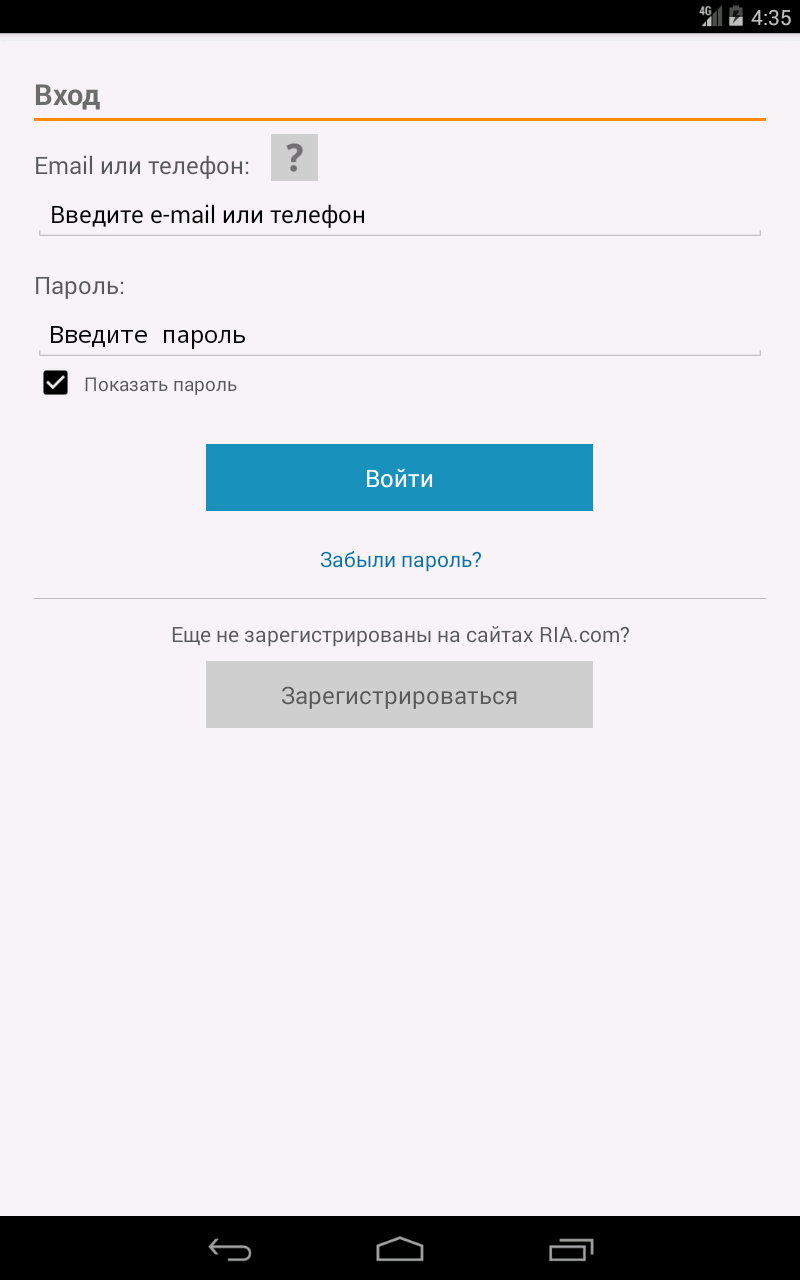 4G 4:35
Вход
Email или телефон: ?
Введите e-mail или телефон
Пароль:
Введите пароль
Показать пароль
Войти
Забыли пароль?
Еще не зарегистрированы на сайтах RIA.com?
Зарегистрироваться